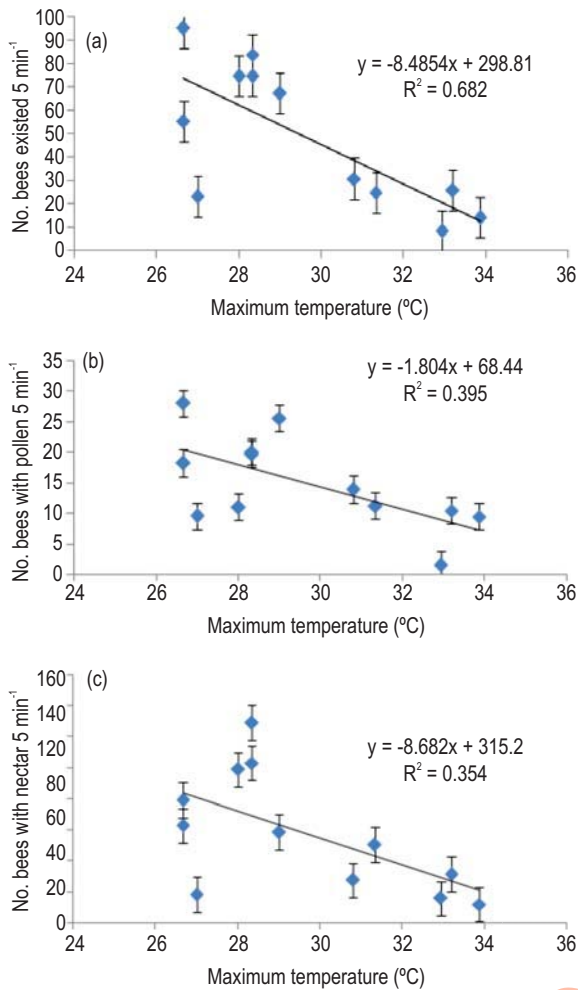 (a)
y = -8.4854x + 298.81
R² = 0.682
No. bees existed 5 min⁻¹
100
90
80
70
60
50
40
30
20
10
0
24 26 28 30 32 34 36
Maximum temperature (ºC)
(b)
y = -1.804x + 68.44
R² = 0.395
No. bees with pollen 5 min⁻¹
35
30
25
20
15
10
5
0
24 26 28 30 32 34 36
Maximum temperature (ºC)
(c)
y = -8.682x + 315.2
R² = 0.354
No. bees with nectar 5 min⁻¹
160
140
120
80
60
40
20
0
24 26 28 30 32 34 36
Maximum temperature (ºC)